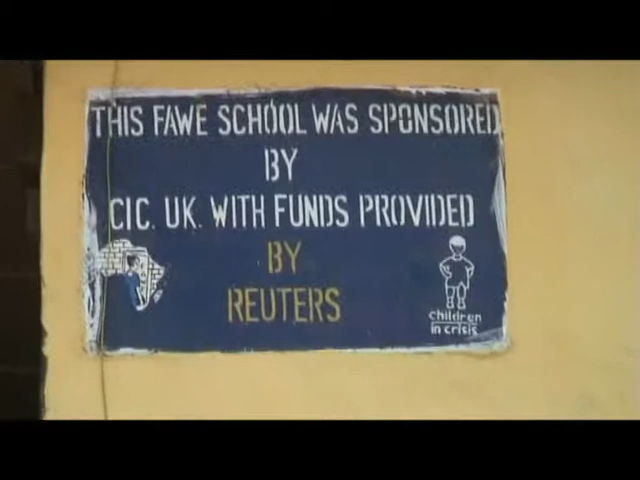 THIS FAWE SCHOOL WAS SPONSORED
BY
CIC. UK. WITH FUNDS PROVIDED
BY
REUTERS
children
in crisis